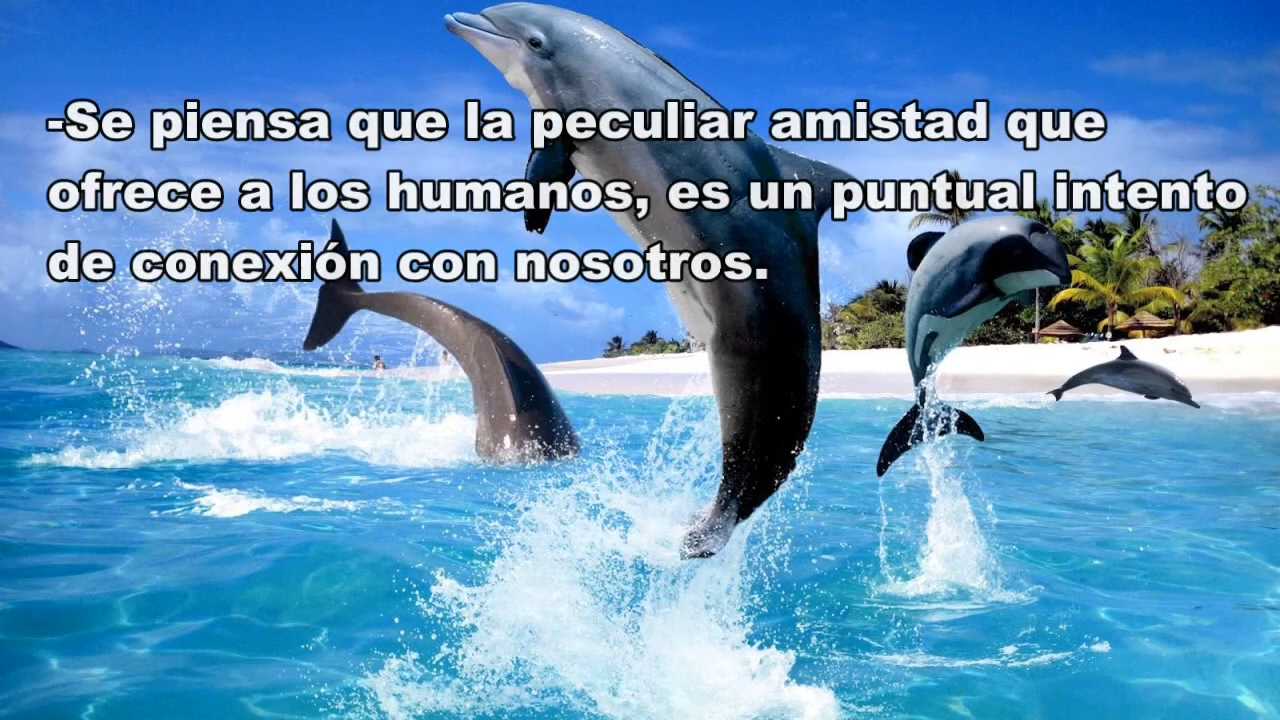 -Se piensa que la peculiar amistad que
ofrece a los humanos, es un puntual intento
de conexión con nosotros.